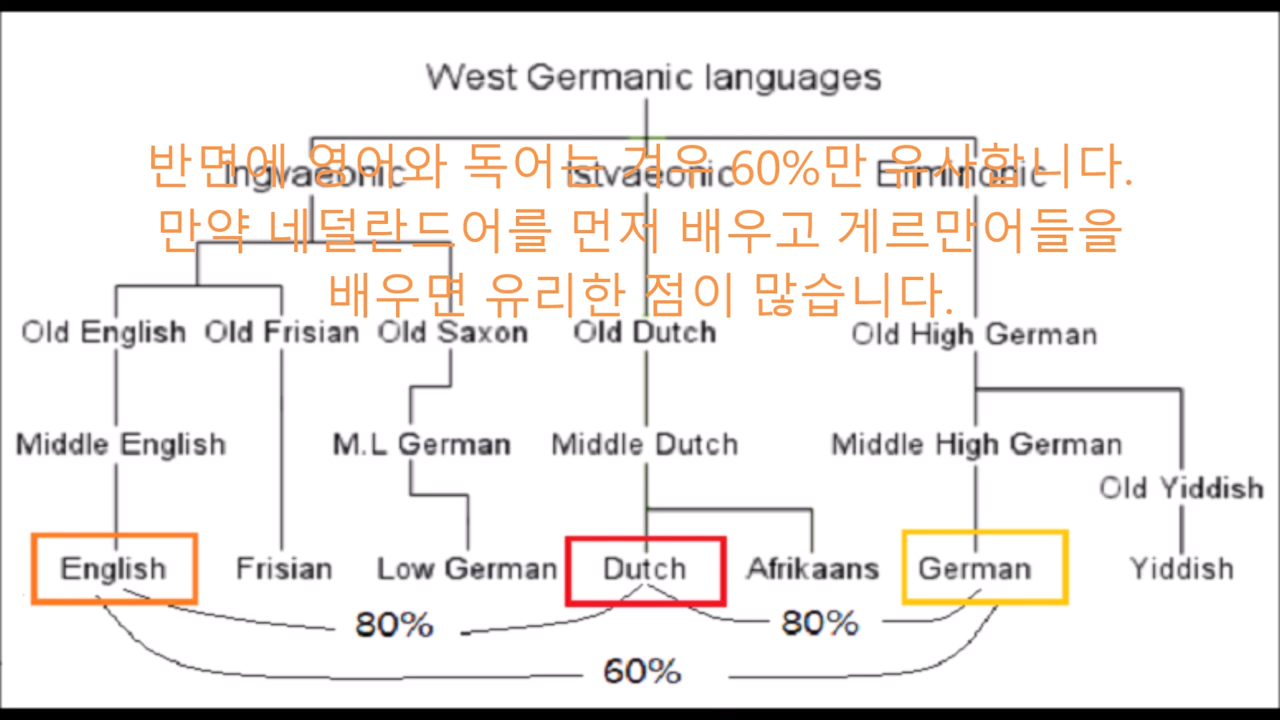 West Germanic languages
반면에 영어와 독어는 겨우 60%만 유사합니다.
Ingvaeonic Istvaeonic Erminonic
만약 네덜란드어를 먼저 배우고 게르만어들을
배우면 유리한 점이 많습니다.
Old English Old Frisian Old Saxon Old Dutch Old High German
Middle English M.L German Middle Dutch Middle High German
Old Yiddish
English Frisian Low German Dutch Afrikaans German Yiddish
80% 80%
60%